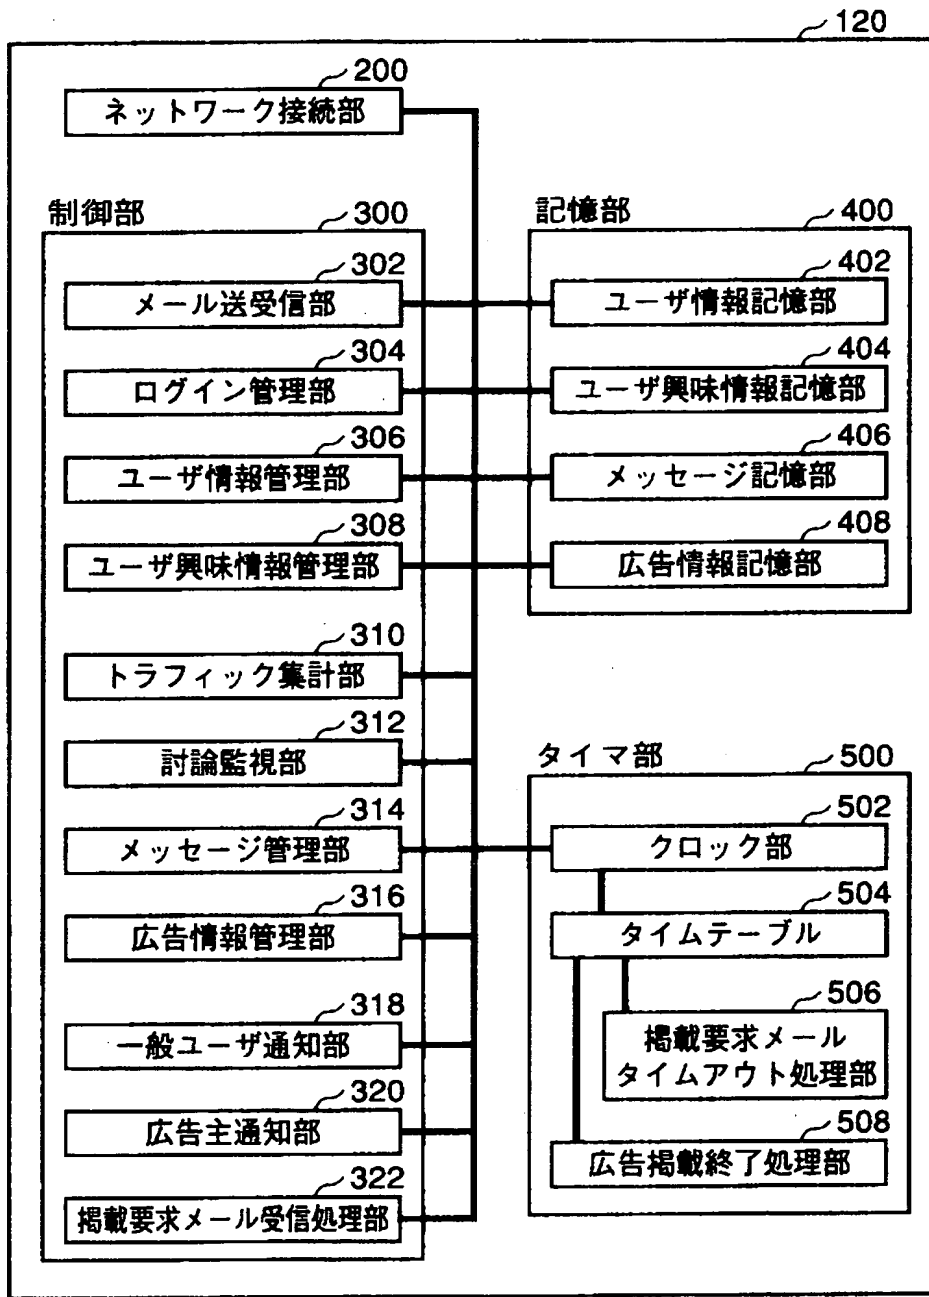 120
200
ネットワーク接続部
制御部
300
302
メール送受信部
304
ログイン管理部
306
ユーザ情報管理部
308
ユーザ興味情報管理部
310
トラフィック集計部
312
討論監視部
314
メッセージ管理部
316
広告情報管理部
318
一般ユーザ通知部
320
広告主通知部
322
掲載要求メール受信処理部
記憶部
400
402
ユーザ情報記憶部
404
ユーザ興味情報記憶部
406
メッセージ記憶部
408
広告情報記憶部
タイマ部
500
502
クロック部
504
タイムテーブル
506
掲載要求メール
タイムアウト処理部
508
広告掲載終了処理部